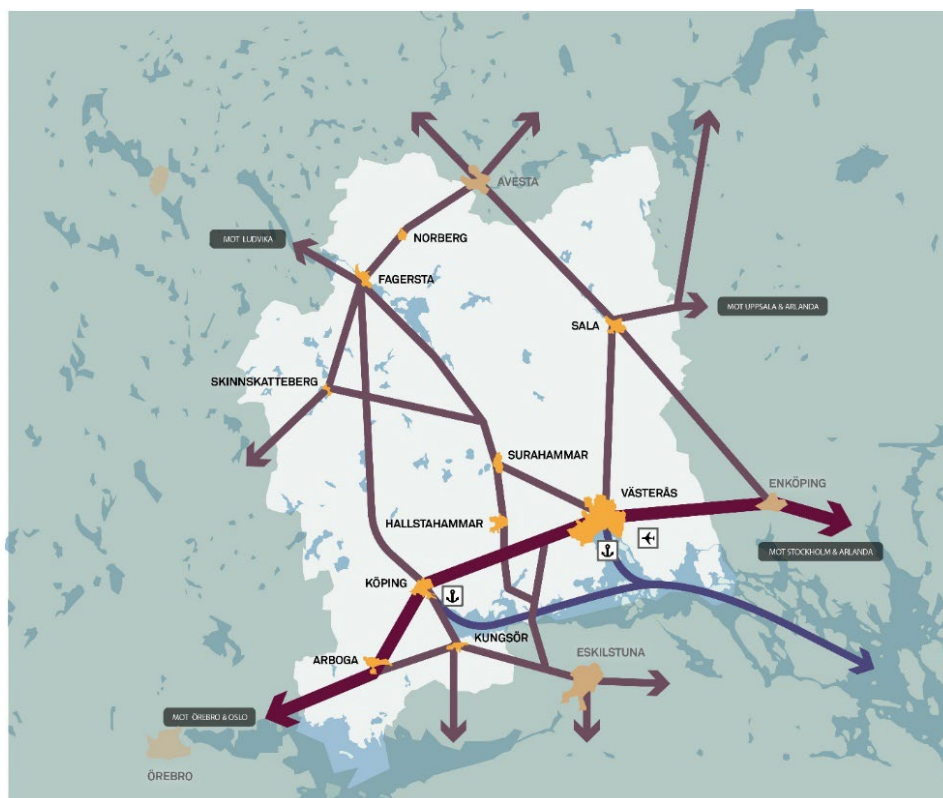 AVESTA
NORBERG
MOT LUDVIKA
FAGERSTA
MOT UPPSALA & ARLANDA
SALA
SKINNSKATTEBERG
SURAHAMMAR
ENKÖPING
VÄSTERÅS
HALLSTAHAMMAR
MOT STOCKHOLM & ARLANDA
KÖPING
KUNGSÖR
ESKILSTUNA
ARBOGA
MOT ÖREBRO & OSLO
ÖREBRO